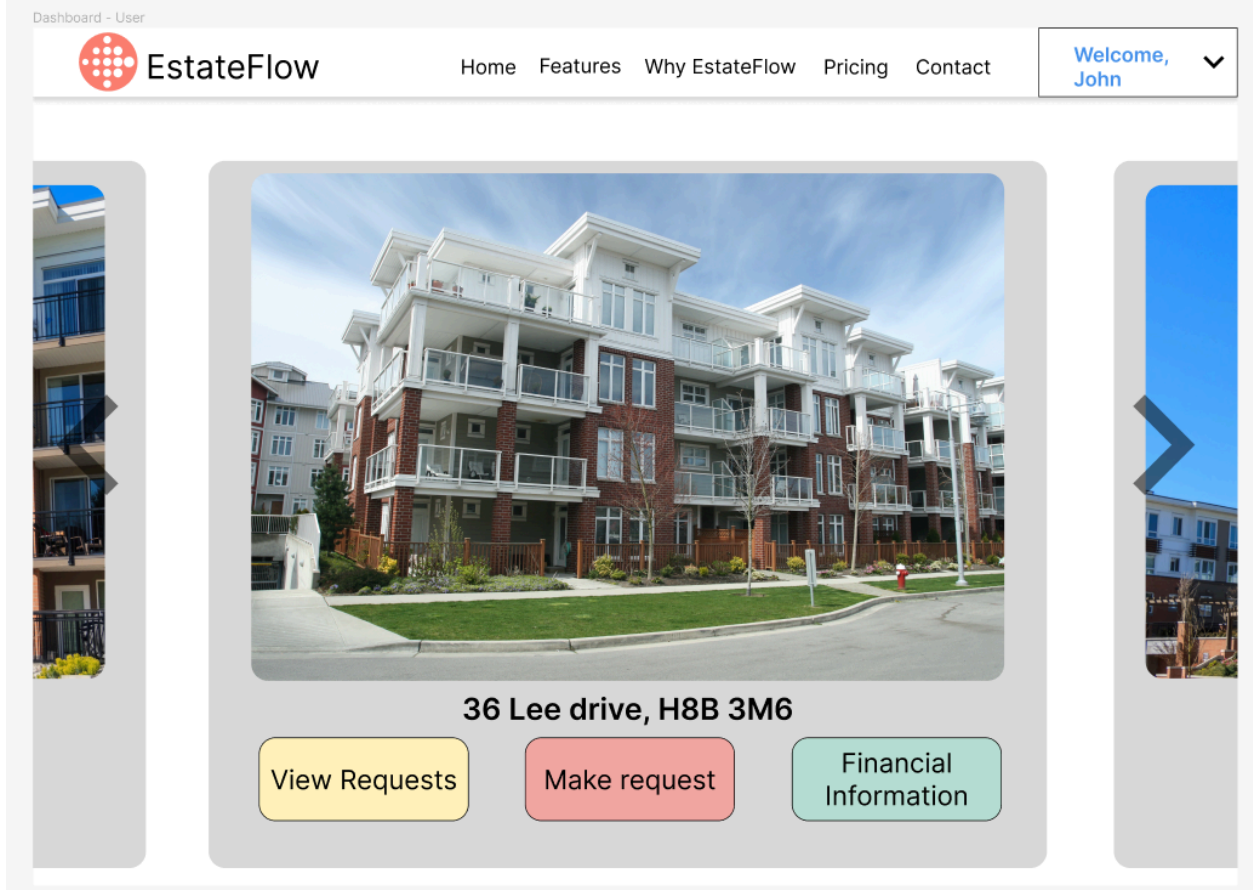 Dashboard - User
EstateFlow
Home Features Why EstateFlow Pricing Contact
Welcome,
John
36 Lee drive, H8B 3M6
View Requests
Make request
Financial
Information